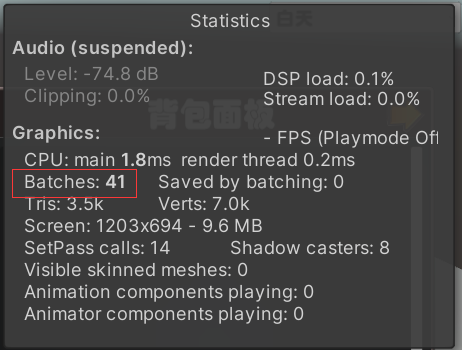 Statistics
白天
Audio (suspended):
Level: -74.8 dB
DSP load: 0.1%
Clipping: 0.0%
Stream load: 0.0%
背包面板
Graphics:
- FPS (Playmode Off
CPU: main 1.8ms render thread 0.2ms
Batches: 41 Saved by batching: 0
Tris: 3.5k Verts: 7.0k
Screen: 1203x694 - 9.6 MB
SetPass calls: 14 Shadow casters: 8
Visible skinned meshes: 0
Animation components playing: 0
Animator components playing: 0